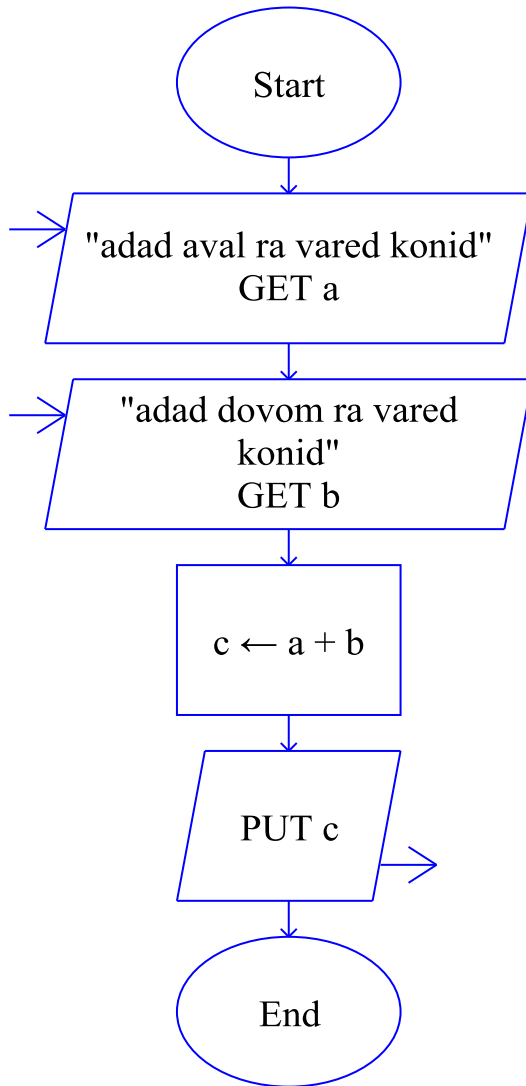 Start
"adad aval ra vared konid"
GET a
"adad dovom ra vared
konid"
GET b
c ← a + b
PUT c
End